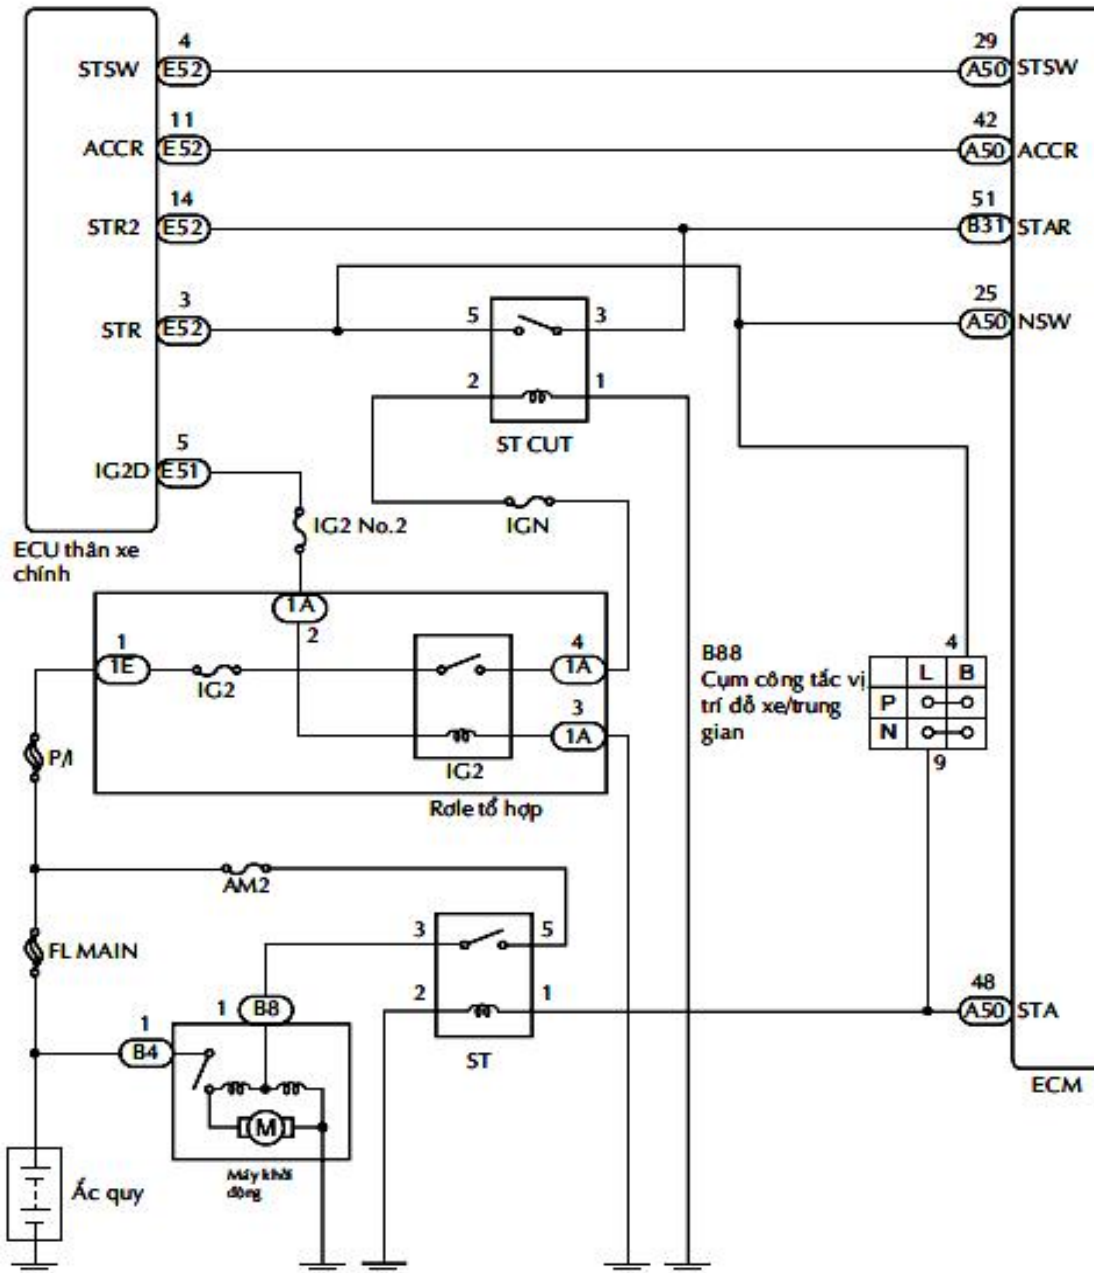 4
29
STSW
E52
A50
STSW
11
42
ACCR
E52
A50
ACCR
14
51
STR2
E52
B31
STAR
3
25
STR
E52
5
3
A50
NSW
2
1
ST CUT
5
IG2D
E51
IG2 No.2
IGN
ECU thân xe
chính
1A
2
1
1E
IG2
4
1A
3
1A
IG2
Rơle tổ hợp
B88
Cụm công tắc vị
trí đỗ xe/trung
gian
4
L B
P
N
9
P/I
AM2
3
5
FL MAIN
2
1
ST
1
B8
1
B4
48
A50
STA
ECM
M
Máy khởi
động
Ắc quy